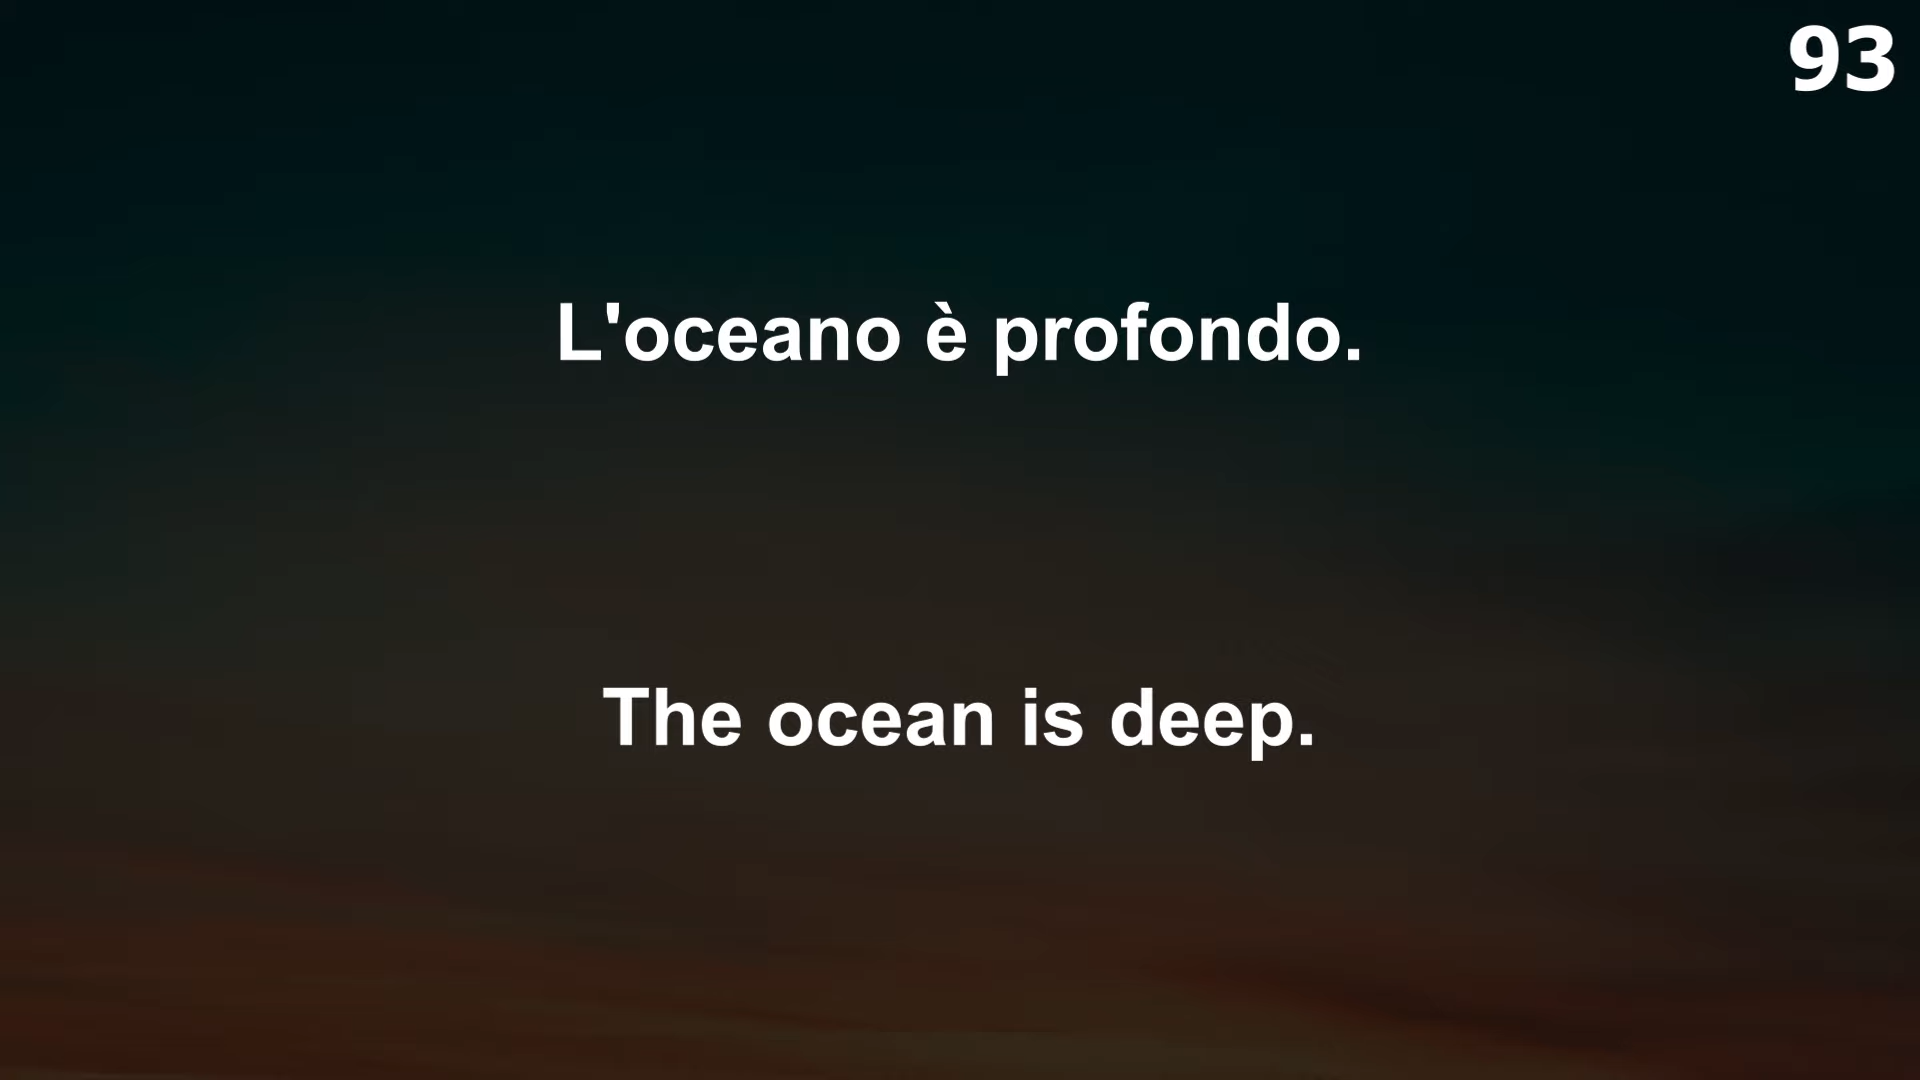 93
L'oceano è profondo.
The ocean is deep.